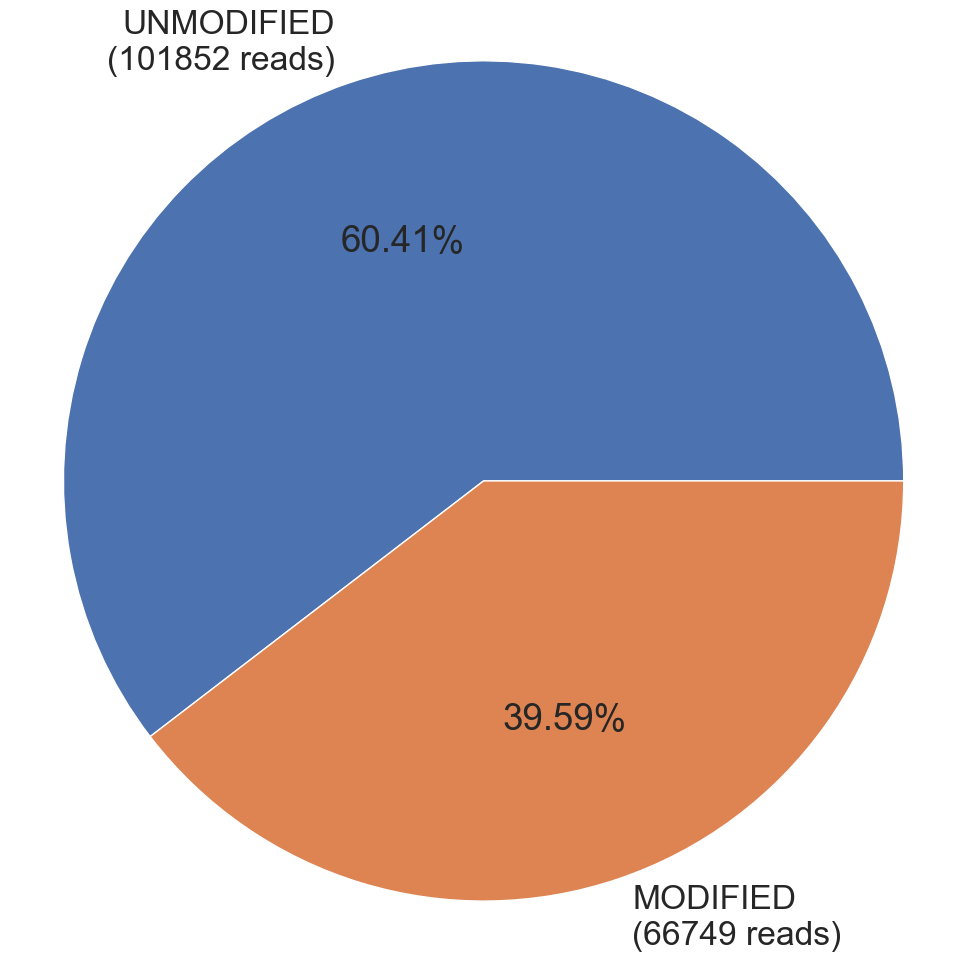 UNMODIFIED
(101852 reads)
60.41%
39.59%
MODIFIED
(66749 reads)